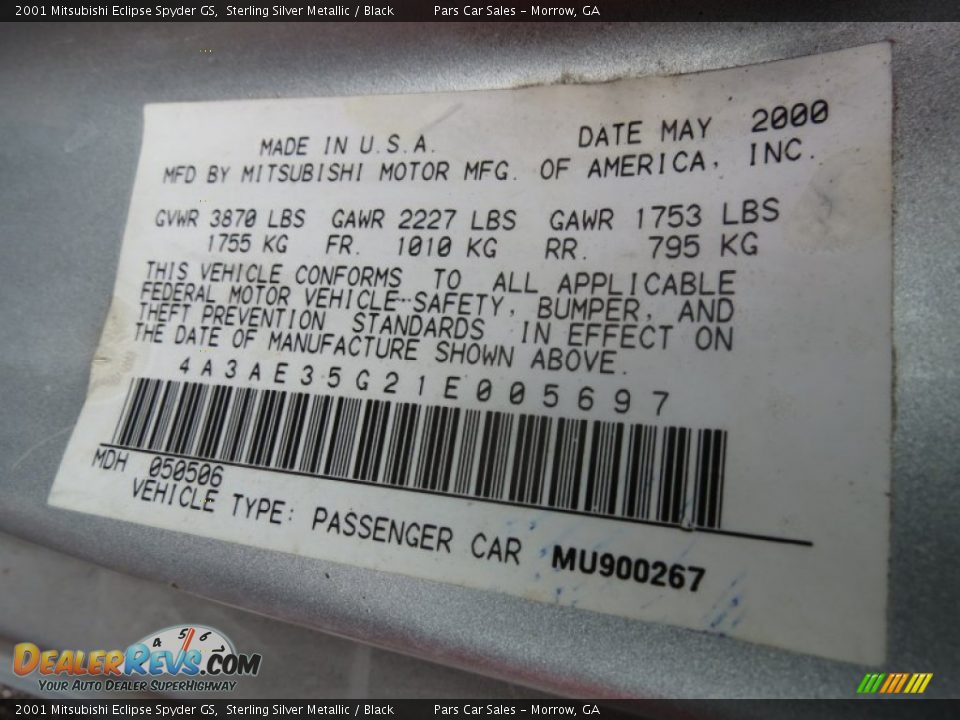 2001 Mitsubishi Eclipse Spyder GS, Sterling Silver Metallic / Black Pars Car Sales - Morrow, GA
MADE IN U.S.A. DATE MAY 2000
MFD BY MITSUBISHI MOTOR MFG. OF AMERICA, INC.
GVWR 3870 LBS GAWR 2227 LBS GAWR 1753 LBS
1755 KG FR. 1010 KG RR. 795 KG
THIS VEHICLE CONFORMS TO ALL APPLICABLE
FEDERAL MOTOR VEHICLE SAFETY, BUMPER, AND
THEFT PREVENTION STANDARDS IN EFFECT ON
THE DATE OF MANUFACTURE SHOWN ABOVE.
4A3AE35G21E005697
MDH 050506
VEHICLE TYPE: PASSENGER CAR MU900267
4 5 6
DEALERREVS.COM
YOUR AUTO DEALER SUPERHIGHWAY
2001 Mitsubishi Eclipse Spyder GS, Sterling Silver Metallic / Black Pars Car Sales - Morrow, GA